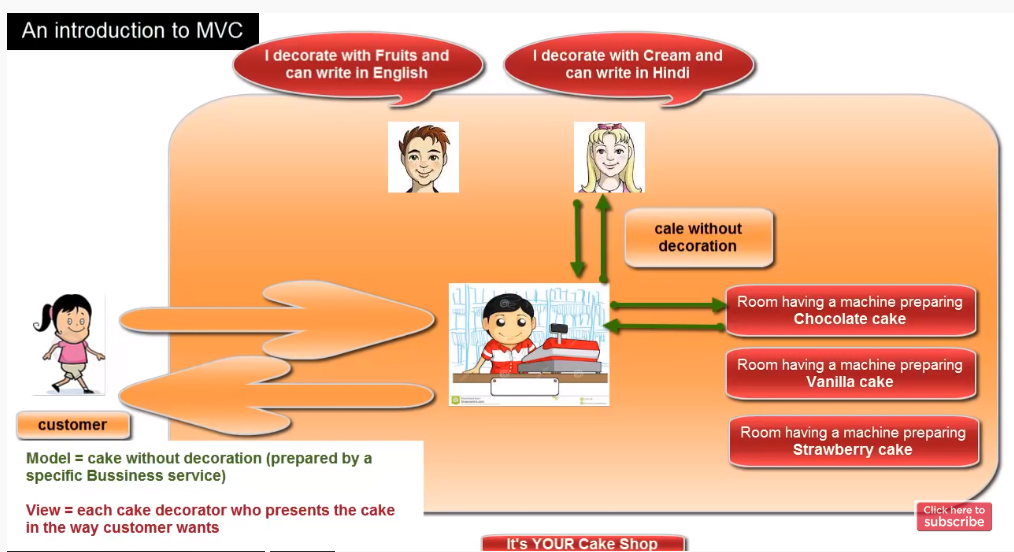 An introduction to MVC
I decorate with Fruits and
can write in English
I decorate with Cream and
can write in Hindi
cale without
decoration
Room having a machine preparing
Chocolate cake
Room having a machine preparing
Vanilla cake
Room having a machine preparing
Strawberry cake
customer
Model = cake without decoration (prepared by a
specific Bussiness service)
View = each cake decorator who presents the cake
in the way customer wants
Click here to
subscribe
It's YOUR Cake Shop